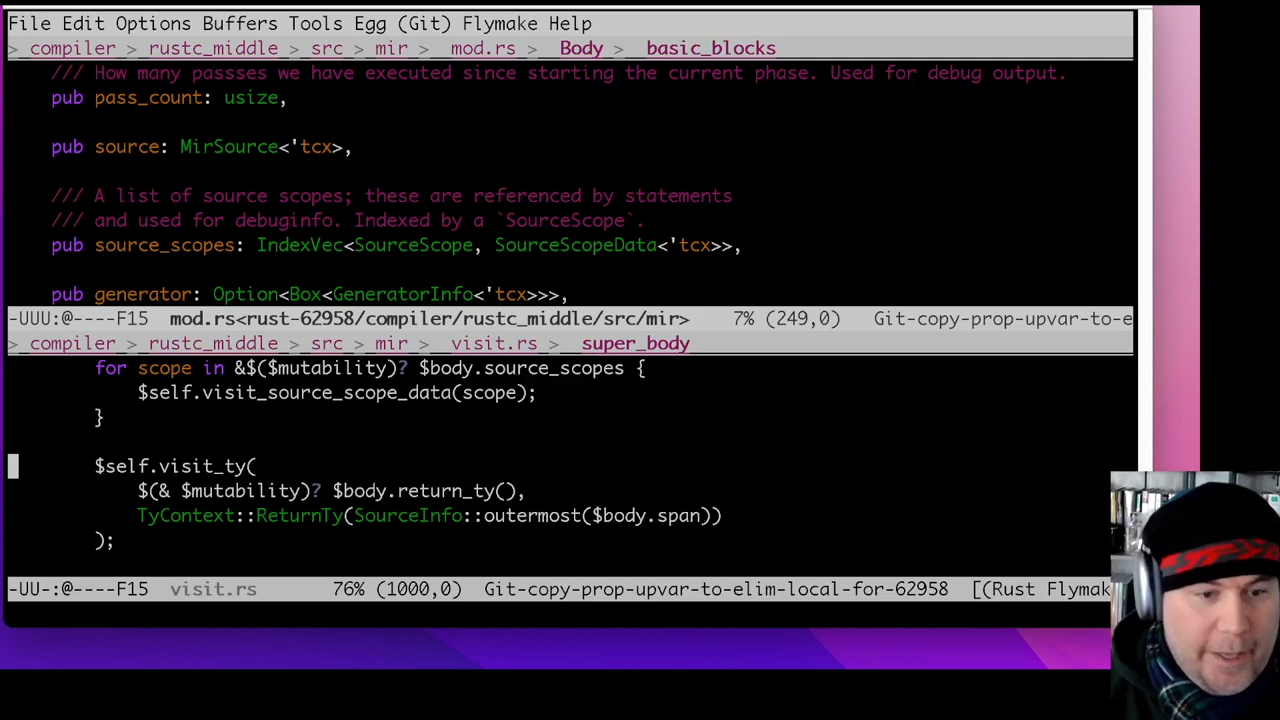 File Edit Options Buffers Tools Egg (Git) Flymake Help
> compiler > rustc_middle > src > mir > mod.rs > Body > basic_blocks
/// How many passses we have executed since starting the current phase. Used for debug output.
pub pass_count: usize,
pub source: MirSource<'tcx>,
/// A list of source scopes; these are referenced by statements
/// and used for debuginfo. Indexed by a `SourceScope`.
pub source_scopes: IndexVec<SourceScope, SourceScopeData<'tcx>>,
pub generator: Option<Box<GeneratorInfo<'tcx>>>,
-UUU:@----F15 mod.rs<rust-62958/compiler/rustc_middle/src/mir> 7% (249,0) Git-copy-prop-upvar-to-e
> compiler > rustc_middle > src > mir > visit.rs > super_body
for scope in &$($mutability)? $body.source_scopes {
$self.visit_source_scope_data(scope);
}
$self.visit_ty(
$(& $mutability)? $body.return_ty(),
TyContext::ReturnTy(SourceInfo::outermost($body.span))
);
-UU-:@----F15 visit.rs 76% (1000,0) Git-copy-prop-upvar-to-elim-local-for-62958 [(Rust Flymak